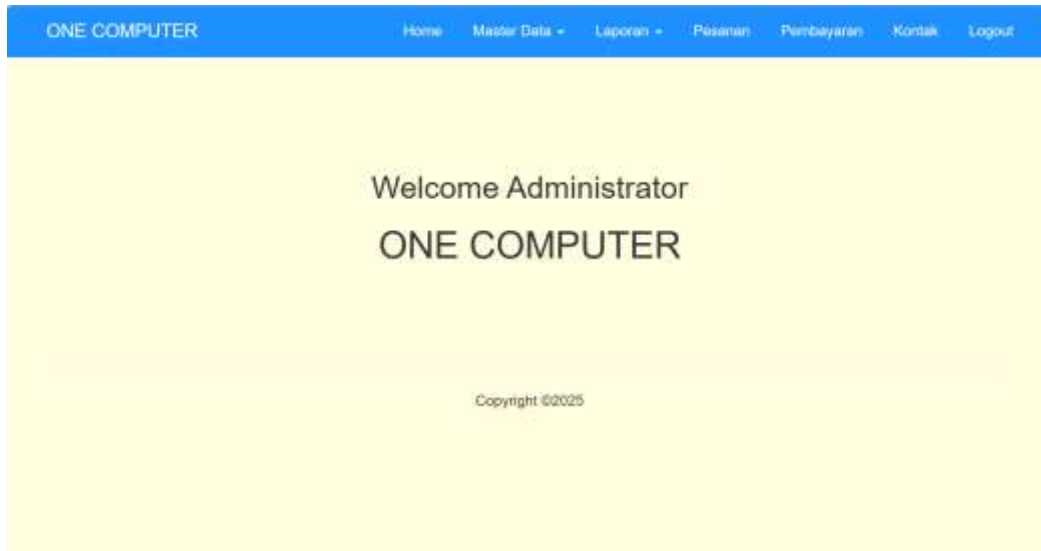 ONE COMPUTER Home Master Data Laporan Pesanan Pembayaran Kontak Logout
Welcome Administrator
ONE COMPUTER
Copyright ©2025